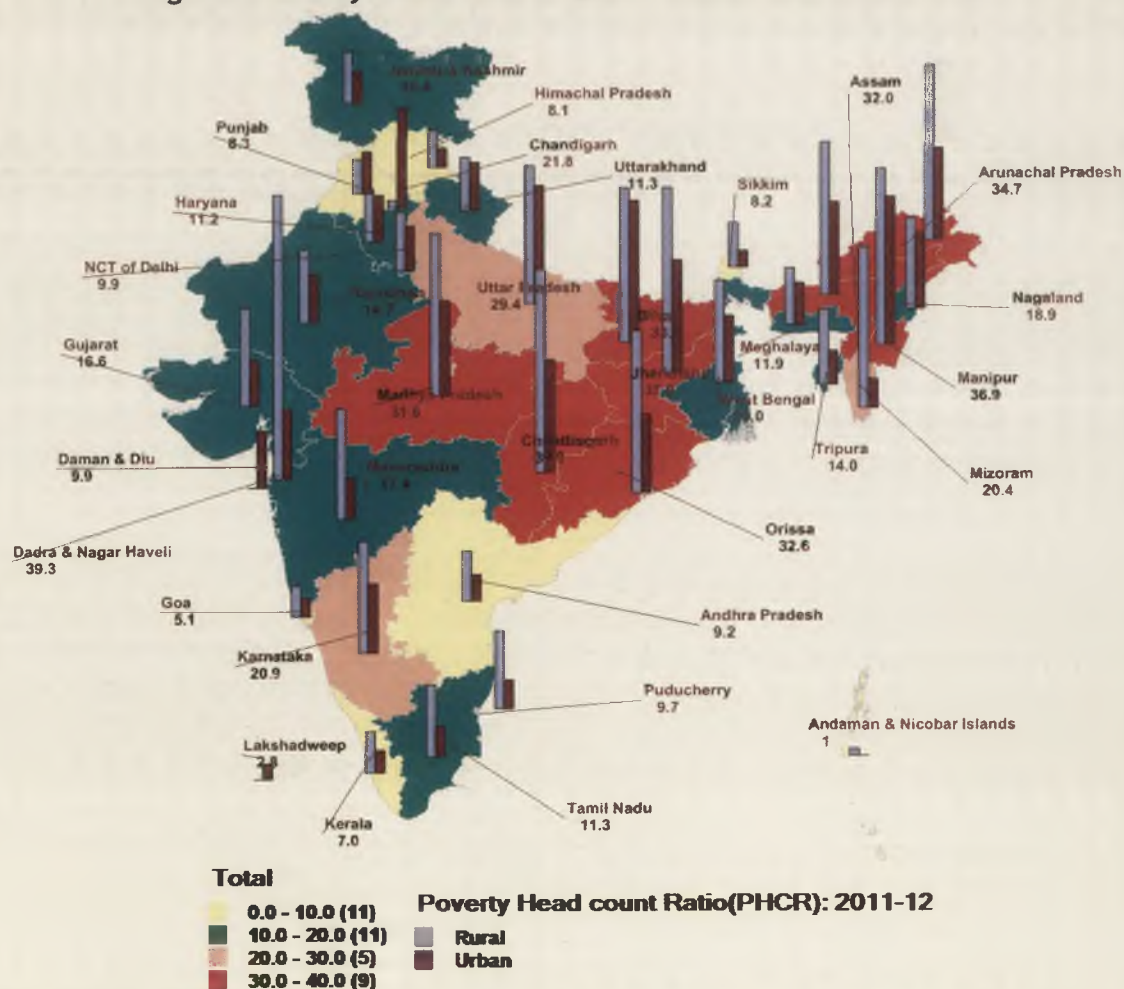 Kashmir
Himachal Pradesh
8.1
Assam
32.0
Punjab
8.3
Chandigarh
21.8
Uttarakhand
11.3
Sikkim
8.2
Arunachal Pradesh
34.7
Haryana
11.2
NCT of Delhi
9.9
Uttar Pradesh
29.4
Nagaland
18.9
Gujarat
16.6
Meghalaya
11.9
Manipur
36.9
West Bengal
Daman & Diu
9.9
Tripura
14.0
Mizoram
20.4
Orissa
32.6
Dadra & Nagar Haveli
39.3
Goa
5.1
Andhra Pradesh
9.2
Karnataka
20.9
Puducherry
9.7
Andaman & Nicobar Islands
1
Lakshadweep
2.8
Tamil Nadu
11.3
Kerala
7.0
Total
0.0 - 10.0 (11)
10.0 - 20.0 (11)
20.0 - 30.0 (5)
30.0 - 40.0 (9)
Poverty Head count Ratio(PHCR): 2011-12
Rural
Urban